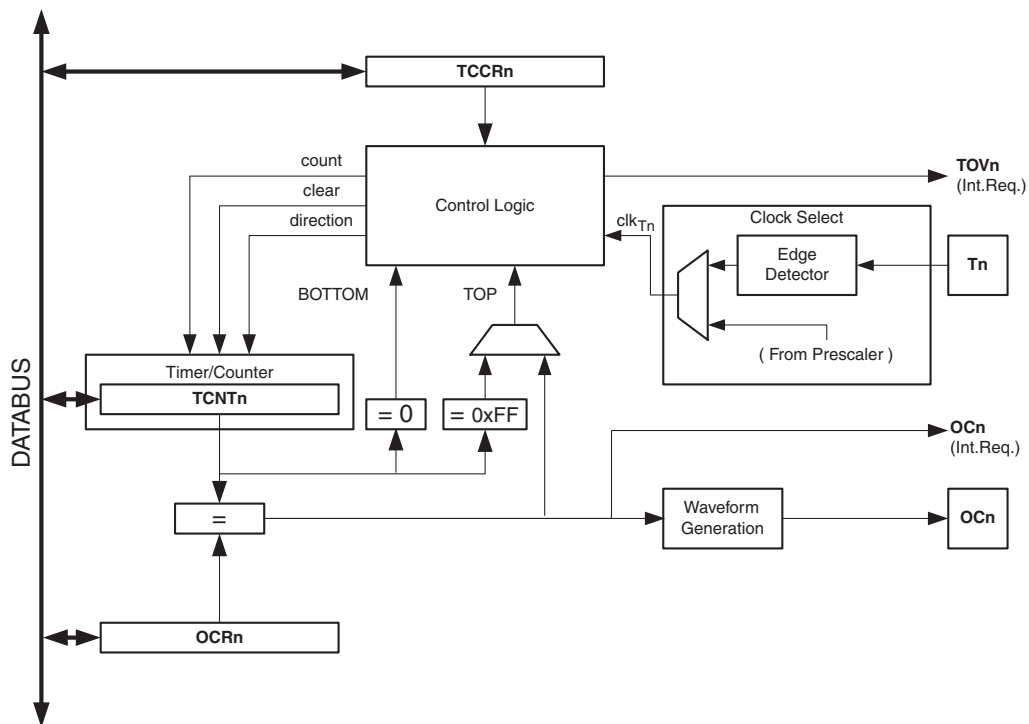 TCCRn
count
clear
direction
Control Logic
TOVn
(Int.Req.)
clkTn
Clock Select
Edge
Detector
Tn
( From Prescaler )
BOTTOM
TOP
DATABUS
Timer/Counter
TCNTn
= 0
= 0xFF
OCn
(Int.Req.)
=
Waveform
Generation
OCn
OCRn